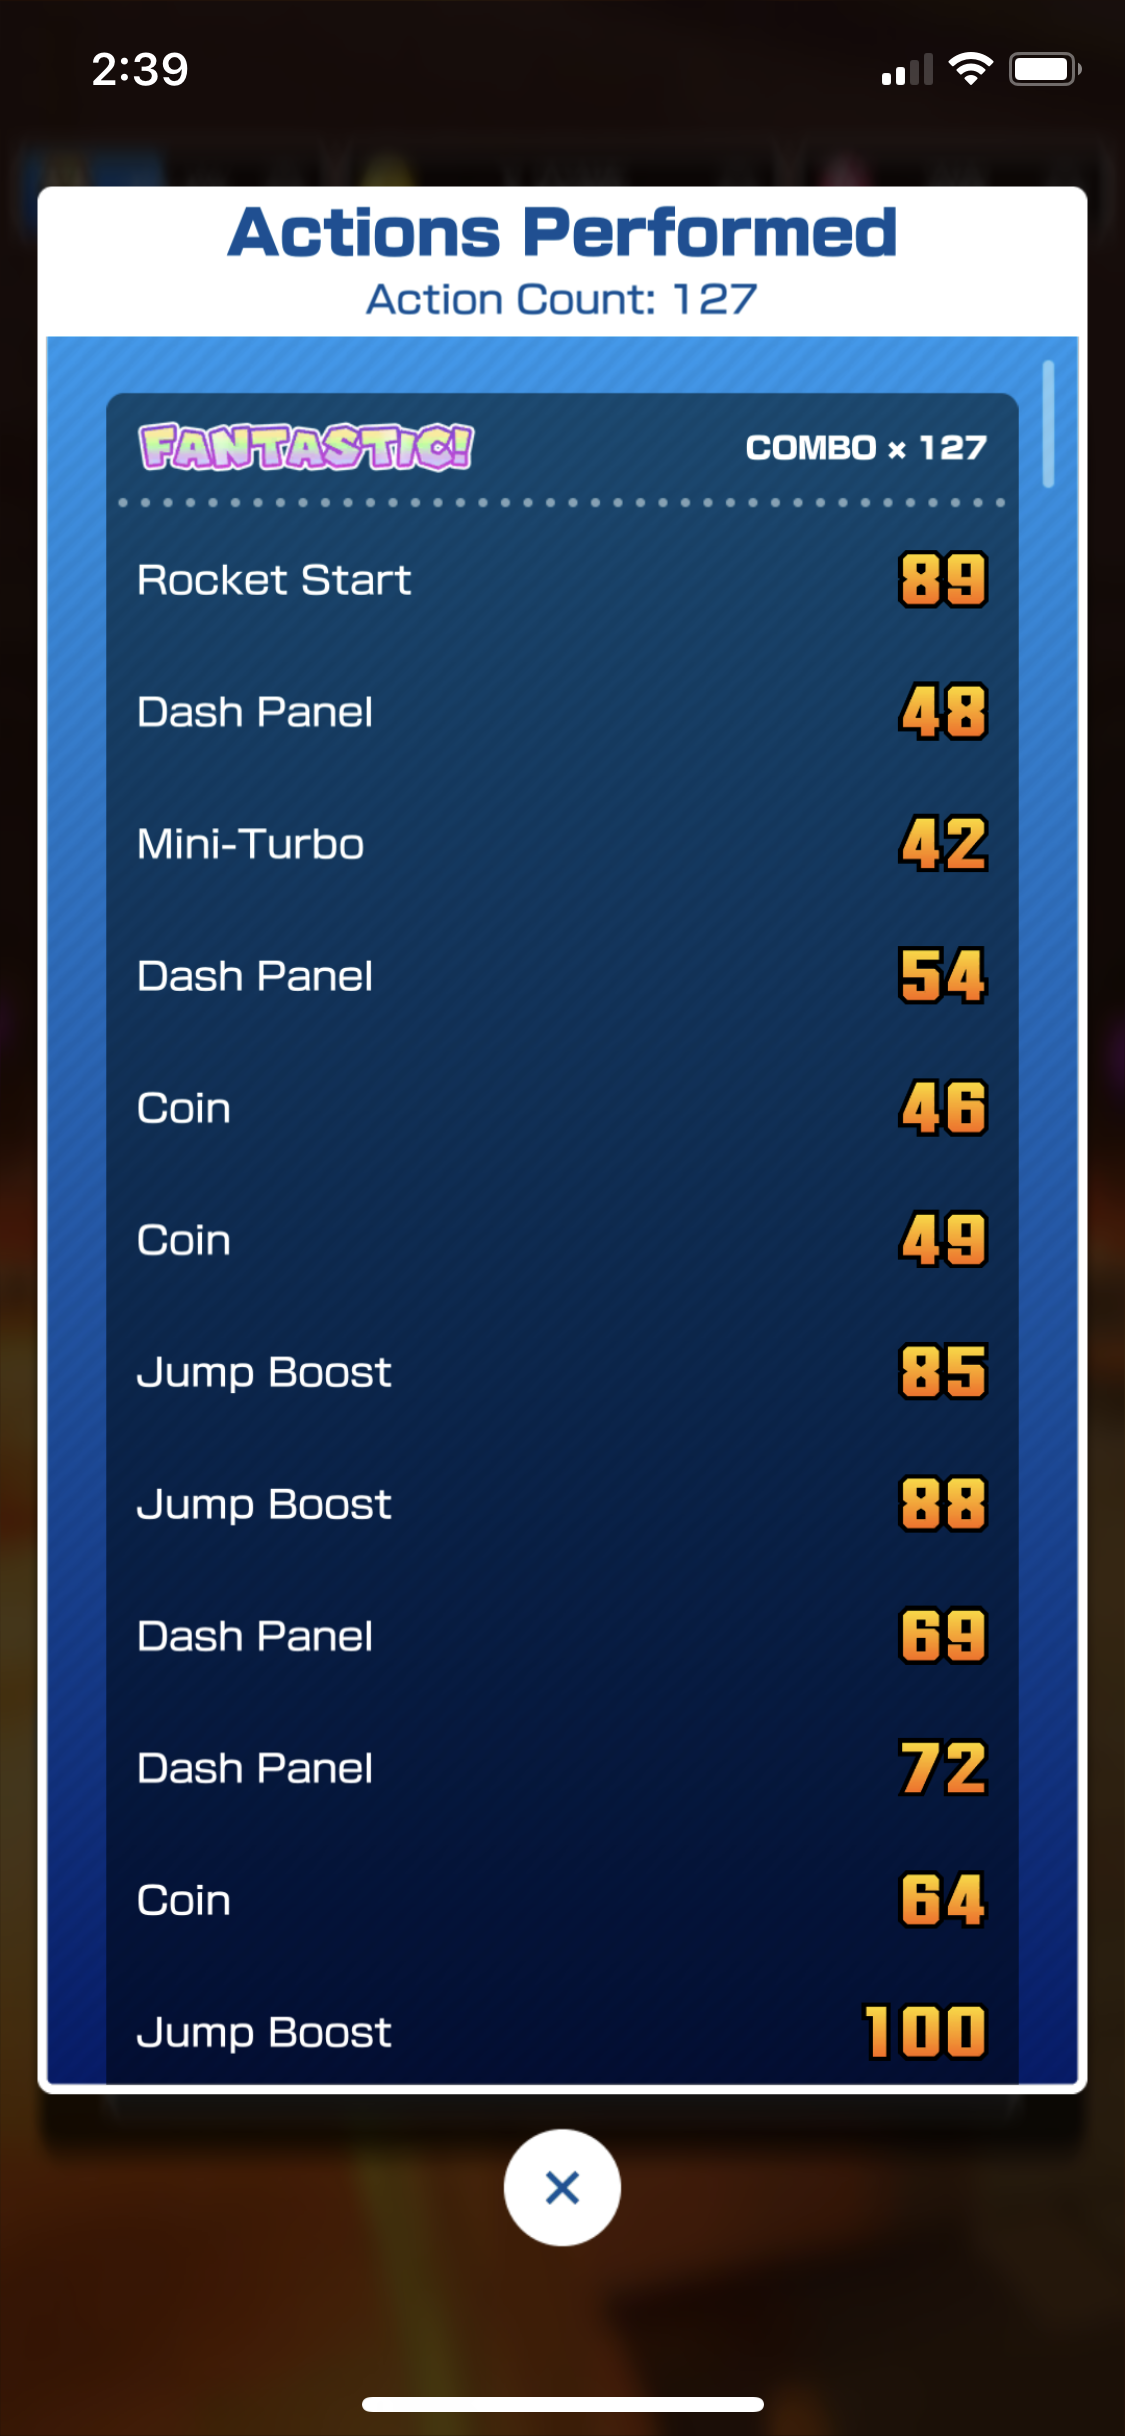 2:39
Actions Performed
Action Count: 127
FANTASTIC! COMBO × 127
Rocket Start 89
Dash Panel 48
Mini-Turbo 42
Dash Panel 54
Coin 46
Coin 49
Jump Boost 85
Jump Boost 88
Dash Panel 69
Dash Panel 72
Coin 64
Jump Boost 100